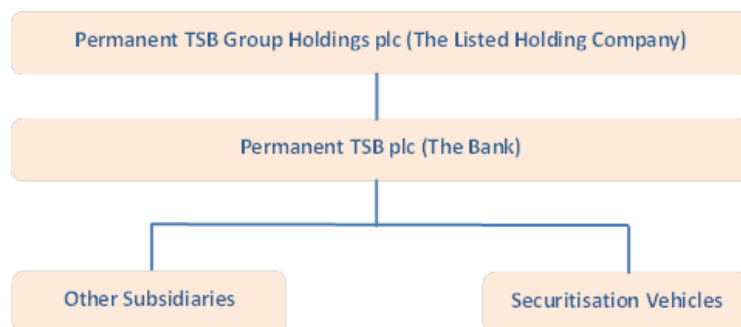 Permanent TSB Group Holdings plc (The Listed Holding Company)
Permanent TSB plc (The Bank)
Other Subsidiaries
Securitisation Vehicles